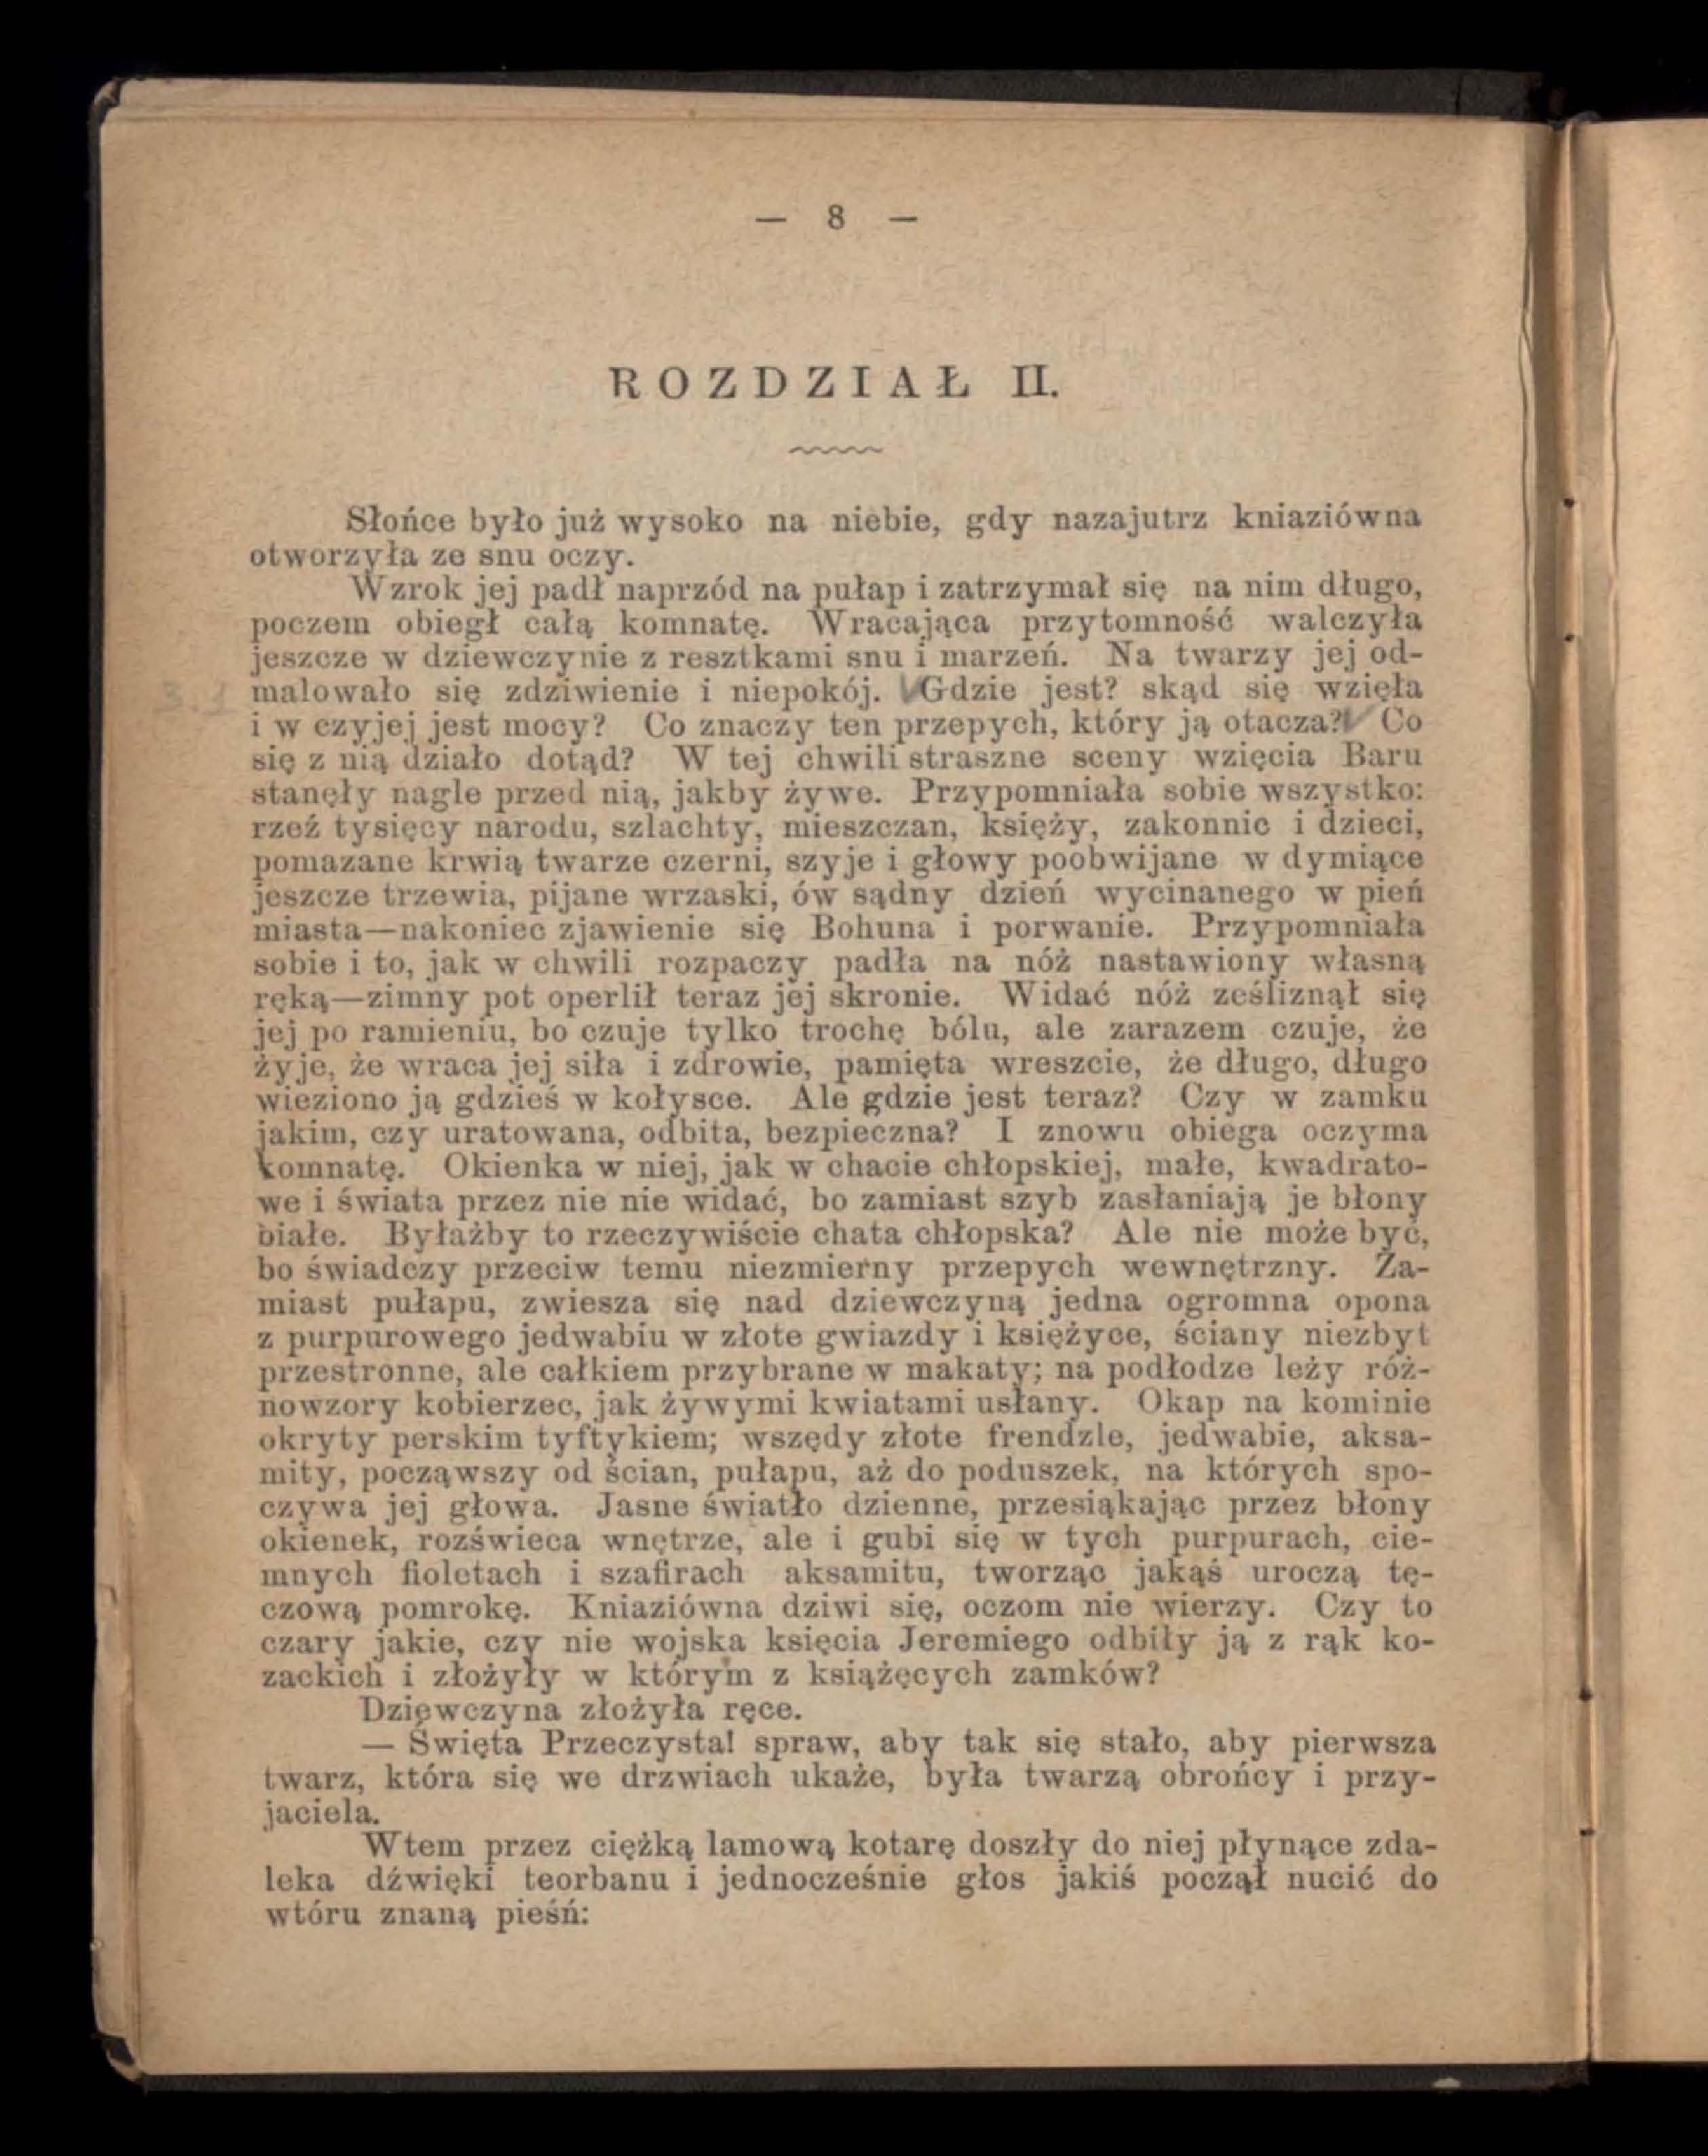 — 8 —
ROZDZIAŁ II.
Słońce było już wysoko na niebie, gdy nazajutrz kniaziówna
otworzyła ze snu oczy.
Wzrok jej padł naprzód na pułap i zatrzymał się na nim długo,
poczem obiegł całą komnatę. Wracająca przytomność walczyła
jeszcze w dziewczynie z resztkami snu i marzeń. Na twarzy jej od-
malowało się zdziwienie i niepokój. Gdzie jest? skąd się wzięła
i w czyjej jest mocy? Co znaczy ten przepych, który ją otacza? Co
się z nią działo dotąd? W tej chwili straszne sceny wzięcia Baru
stanęły nagle przed nią, jakby żywe. Przypomniała sobie wszystko:
rzeź tysięcy narodu, szlachty, mieszczan, księży, zakonnic i dzieci,
pomazane krwią twarze czerni, szyje i głowy poobwijane w dymiące
jeszcze trzewia, pijane wrzaski, ów sądny dzień wycinanego w pień
miasta—nakoniec zjawienie się Bohuna i porwanie. Przypomniała
sobie i to, jak w chwili rozpaczy padła na nóż nastawiony własną
ręką—zimny pot operlił teraz jej skronie. Widać nóż ześliznął się
jej po ramieniu, bo czuje tylko trochę bólu, ale zarazem czuje, że
żyje, że wraca jej siła i zdrowie, pamięta wreszcie, że długo, długo
wieziono ją gdzieś w kołysce. Ale gdzie jest teraz? Czy w zamku
jakim, czy uratowana, odbita, bezpieczna? I znowu obiega oczyma
komnatę. Okienka w niej, jak w chacie chłopskiej, małe, kwadrato-
we i świata przez nie nie widać, bo zamiast szyb zasłaniają je błony
białe. Byłażby to rzeczywiście chata chłopska? Ale nie może być,
bo świadczy przeciw temu niezmierny przepych wewnętrzny. Za-
miast pułapu, zwiesza się nad dziewczyną jedna ogromna opona
z purpurowego jedwabiu w złote gwiazdy i księżyce, ściany niezbyt
przestronne, ale całkiem przybrane w makaty; na podłodze leży róż-
nowzory kobierzec, jak żywymi kwiatami usłany. Okap na kominie
okryty perskim tyftykiem; wszędy złote frendzle, jedwabie, aksa-
mity, począwszy od ścian, pułapu, aż do poduszek, na których spo-
czywa jej głowa. Jasne światło dzienne, przesiąkając przez błony
okienek, rozświeca wnętrze, ale i gubi się w tych purpurach, cie-
mnych fioletach i szafirach aksamitu, tworząc jakąś uroczą tę-
czową pomrokę. Kniaziówna dziwi się, oczom nie wierzy. Czy to
czary jakie, czy nie wojska księcia Jeremiego odbiły ją z rąk ko-
zackich i złożyły w którym z książęcych zamków?
Dziewczyna złożyła ręce.
— Święta Przeczysta! spraw, aby tak się stało, aby pierwsza
twarz, która się we drzwiach ukaże, była twarzą obrońcy i przy-
jaciela.
Wtem przez ciężką lamową kotarę doszły do niej płynące zda-
leka dźwięki teorbanu i jednocześnie głos jakiś począł nucić do
wtóru znaną pieśń: